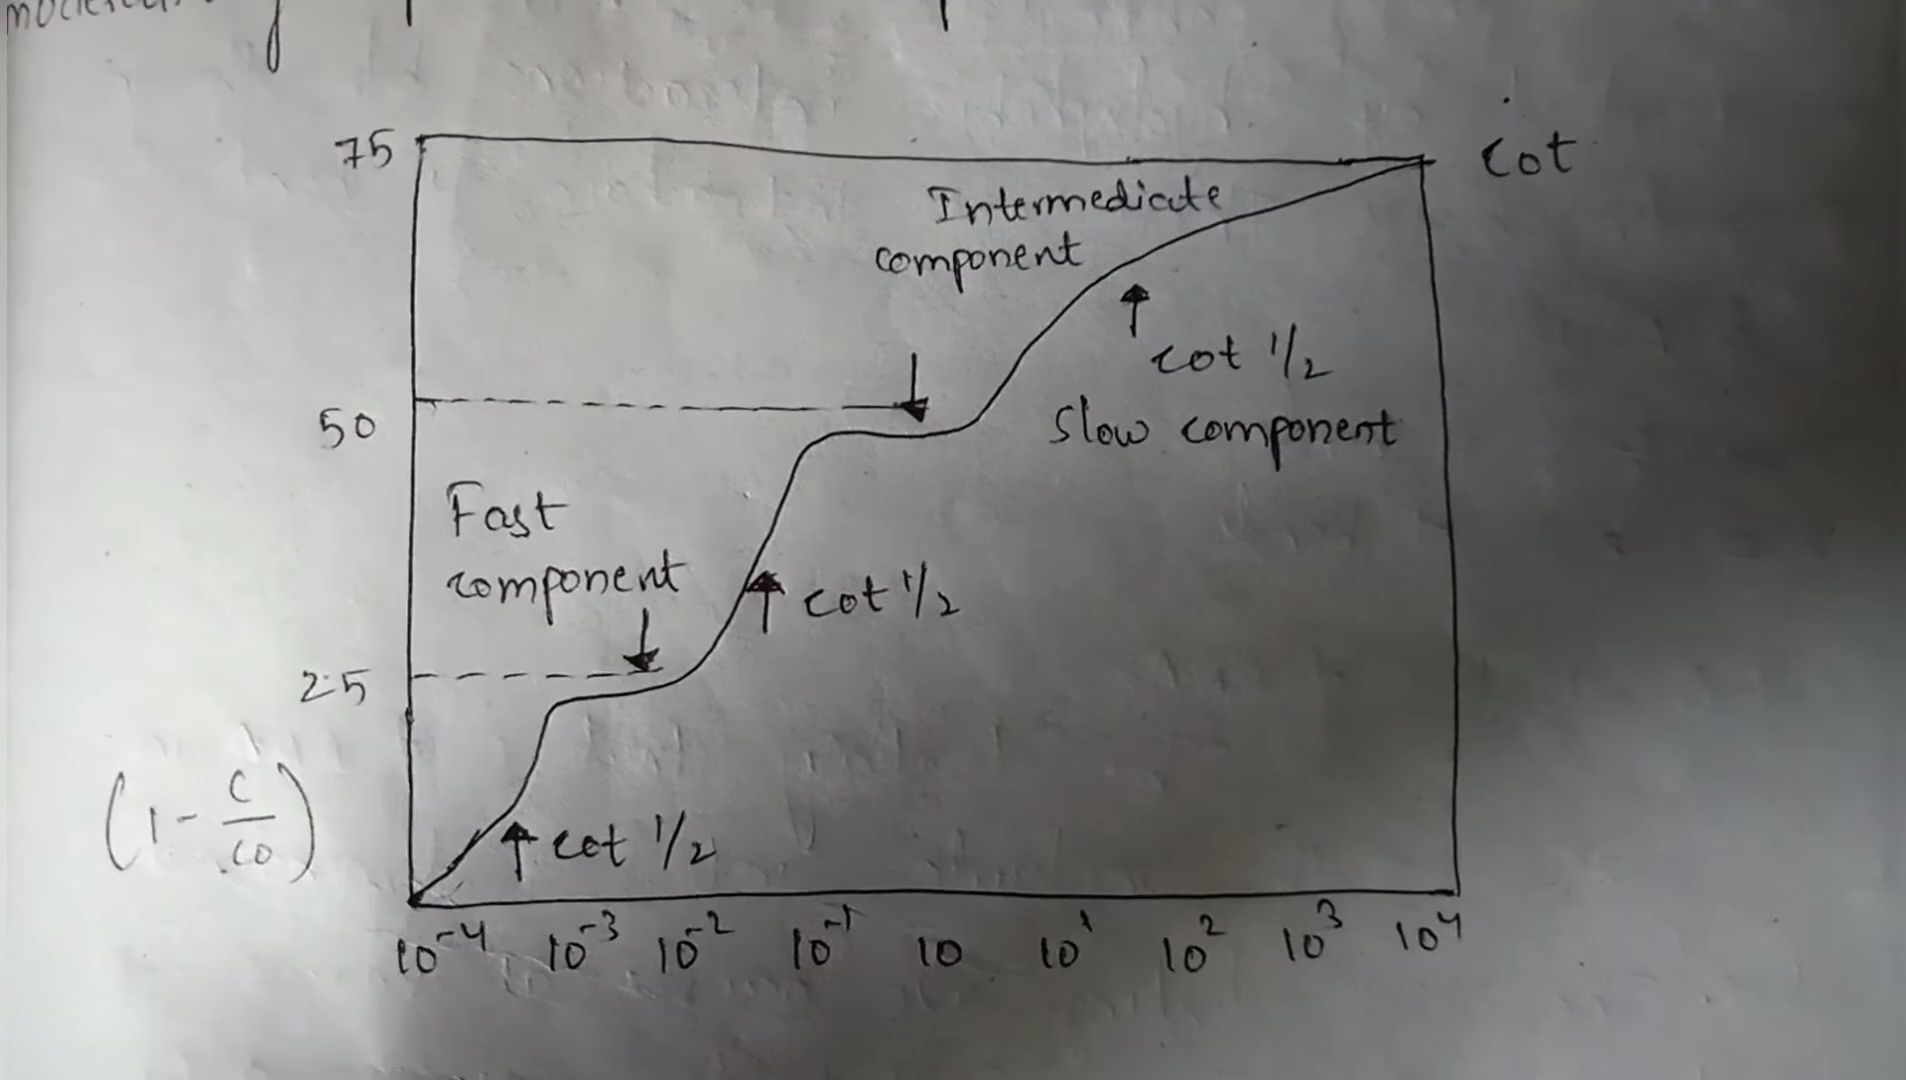 75
Cot
Intermediate
component
cot 1/2
50
Slow component
Fast
component
cot 1/2
25
(1 - C/CO)
cot 1/2
10⁻⁴ 10⁻³ 10⁻² 10⁻¹ 10 10¹ 10² 10³ 10⁴